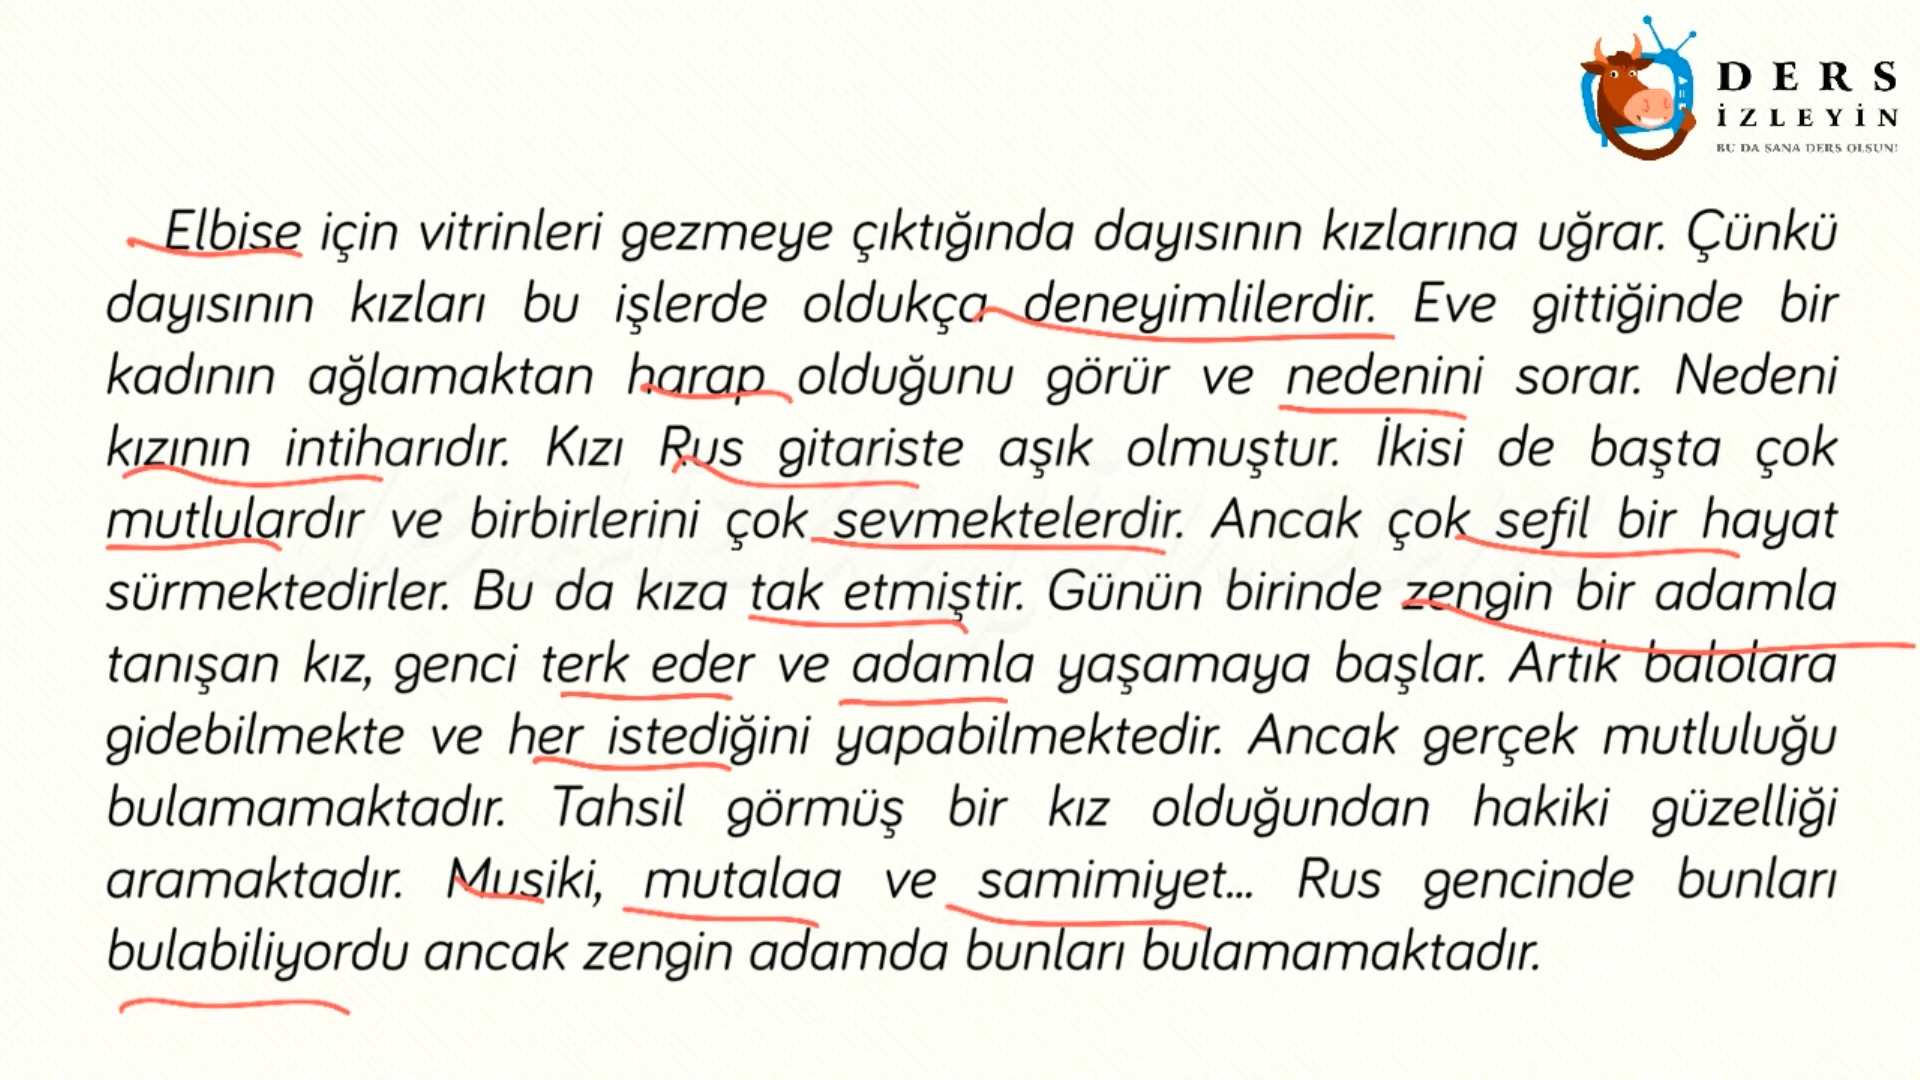 DERS
İZLEYİN
BU DA SANA DERS OLSUN!
Elbise için vitrinleri gezmeye çıktığında dayısının kızlarına uğrar. Çünkü
dayısının kızları bu işlerde oldukça deneyimlilerdir. Eve gittiğinde bir
kadının ağlamaktan harap olduğunu görür ve nedenini sorar. Nedeni
kızının intiharıdır. Kızı Rus gitariste aşık olmuştur. İkisi de başta çok
mutlulardır ve birbirlerini çok sevmektelerdir. Ancak çok sefil bir hayat
sürmektedirler. Bu da kıza tak etmiştir. Günün birinde zengin bir adamla
tanışan kız, genci terk eder ve adamla yaşamaya başlar. Artık balolara
gidebilmekte ve her istediğini yapabilmektedir. Ancak gerçek mutluluğu
bulamamaktadır. Tahsil görmüş bir kız olduğundan hakiki güzelliği
aramaktadır. Musiki, mutalaa ve samimiyet... Rus gencinde bunları
bulabiliyordu ancak zengin adamda bunları bulamamaktadır.